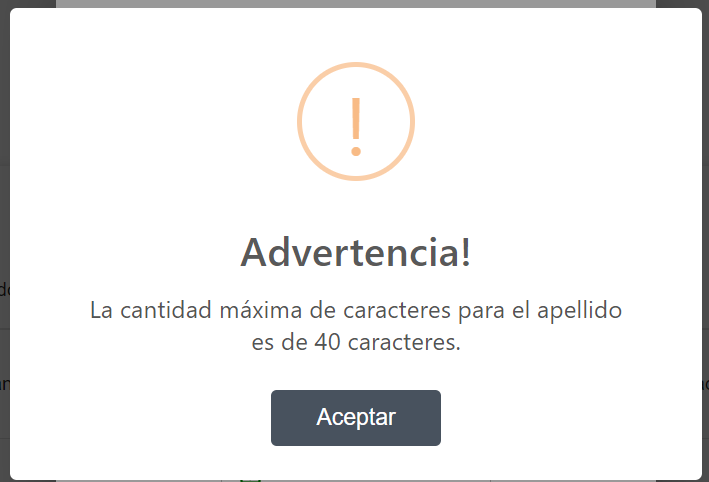 Advertencia!
La cantidad máxima de caracteres para el apellido
es de 40 caracteres.
Aceptar